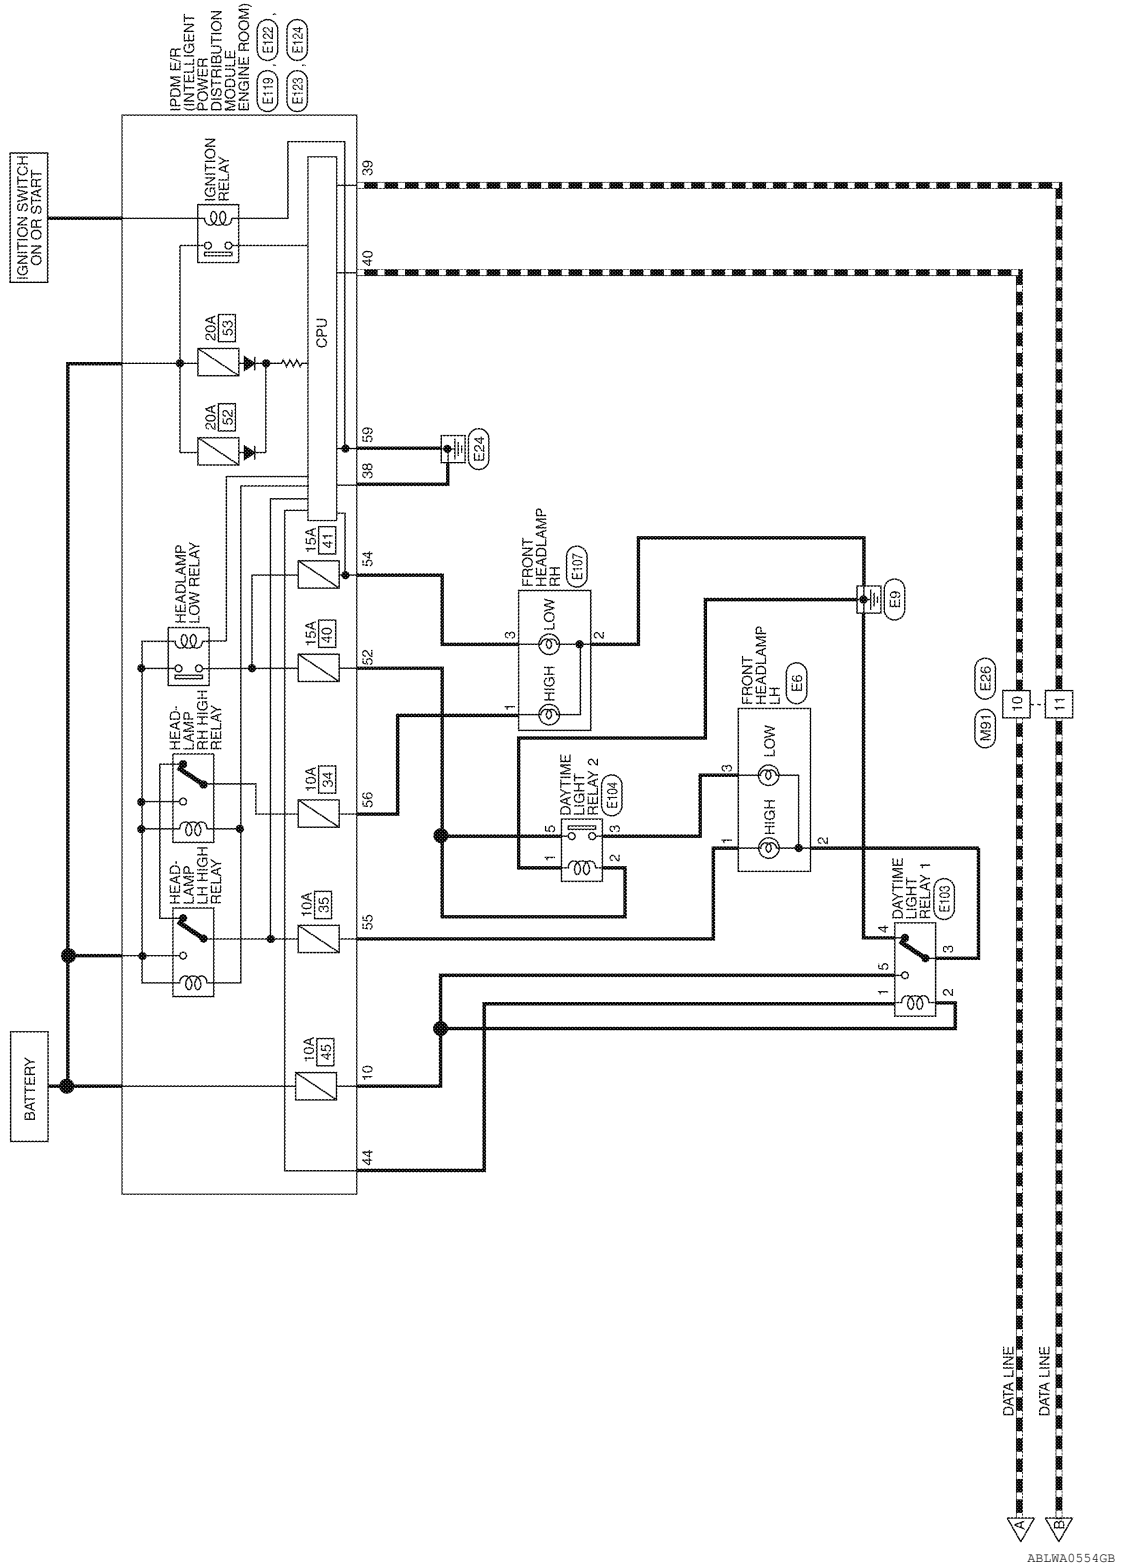 IGNITION SWITCH
ON OR START
BATTERY
IPDM E/R
(INTELLIGENT
POWER
DISTRIBUTION
MODULE
ENGINE ROOM)
E119 , E122 ,
E123 , E124
IGNITION
RELAY
20A
53
20A
52
CPU
HEADLAMP
LOW RELAY
HEAD-
LAMP
RH HIGH
RELAY
HEAD-
LAMP
LH HIGH
RELAY
15A
41
15A
40
10A
34
10A
35
10A
45
39
40
59
38
54
52
56
55
10
44
E24
FRONT
HEADLAMP
RH
E107
3
1
2
LOW
HIGH
FRONT
HEADLAMP
LH
E6
3
1
2
LOW
HIGH
DAYTIME
LIGHT
RELAY 2
E104
5
3
1
2
E9
DAYTIME
LIGHT
RELAY 1
E103
4
5
3
1
2
M91
E26
10
11
DATA LINE
DATA LINE
A
B
ABLWA0554GB